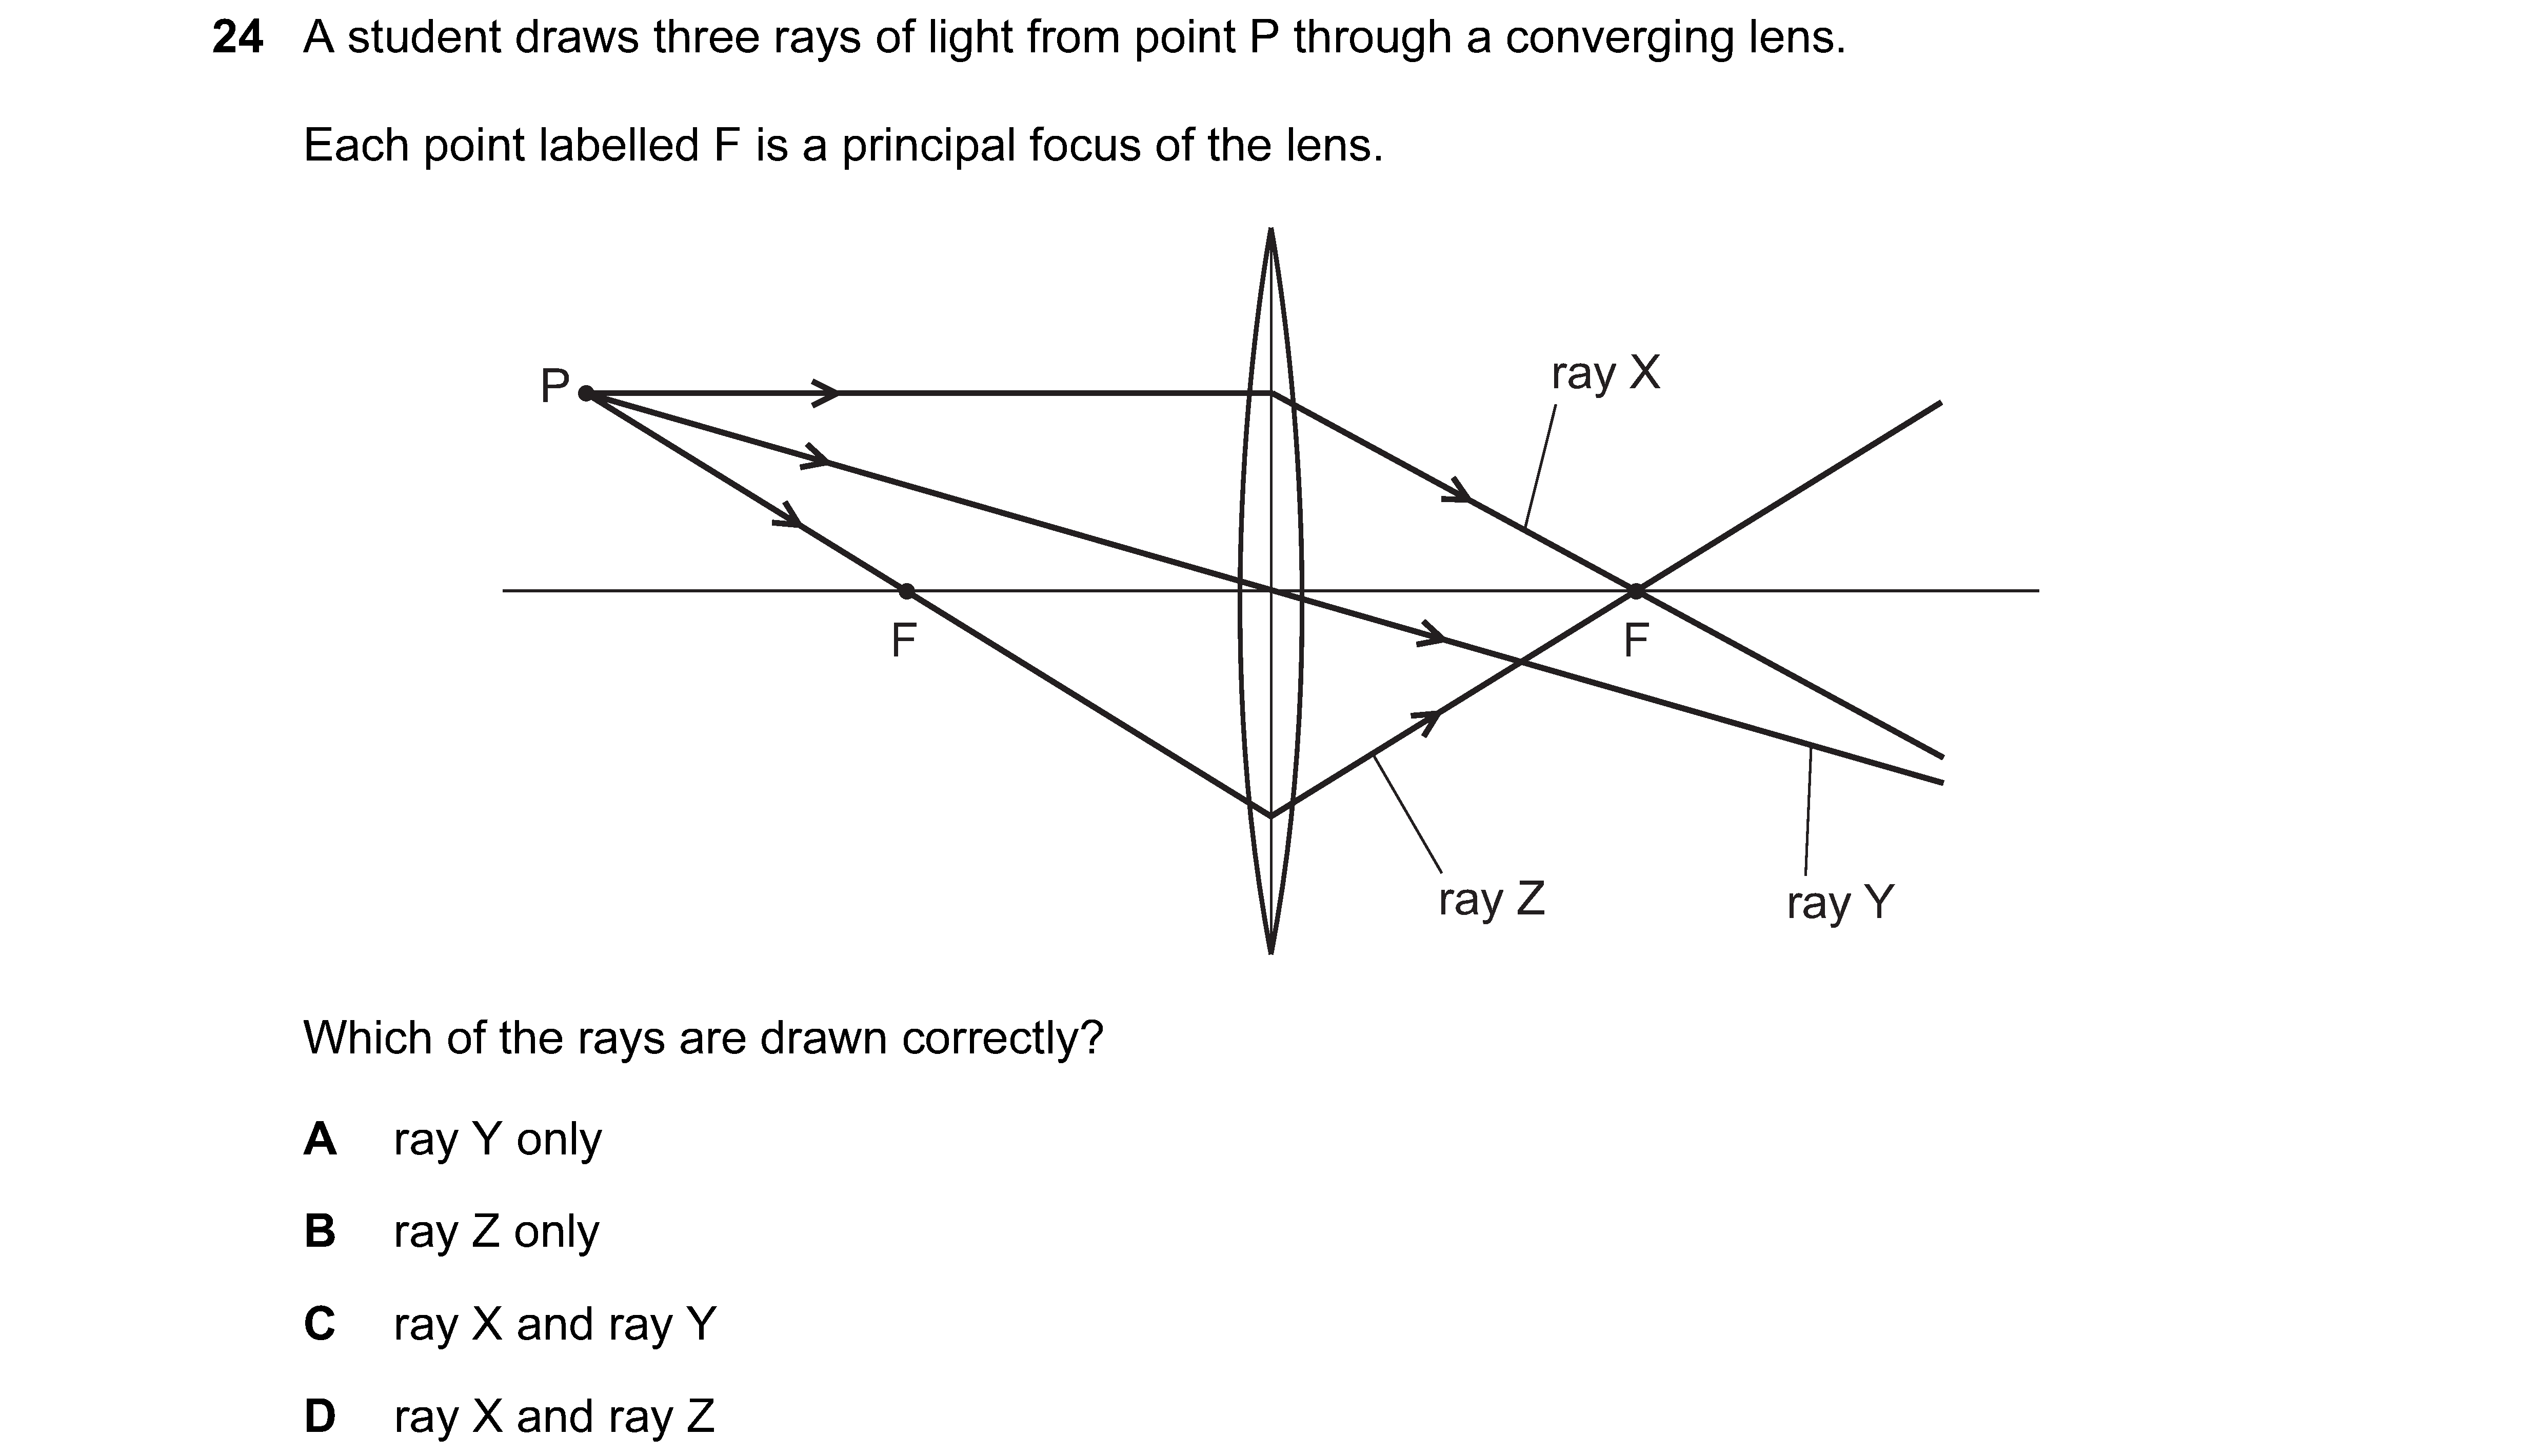 24 A student draws three rays of light from point P through a converging lens.
Each point labelled F is a principal focus of the lens.
ray X
P
F
F
ray Z
ray Y
Which of the rays are drawn correctly?
A ray Y only
B ray Z only
C ray X and ray Y
D ray X and ray Z